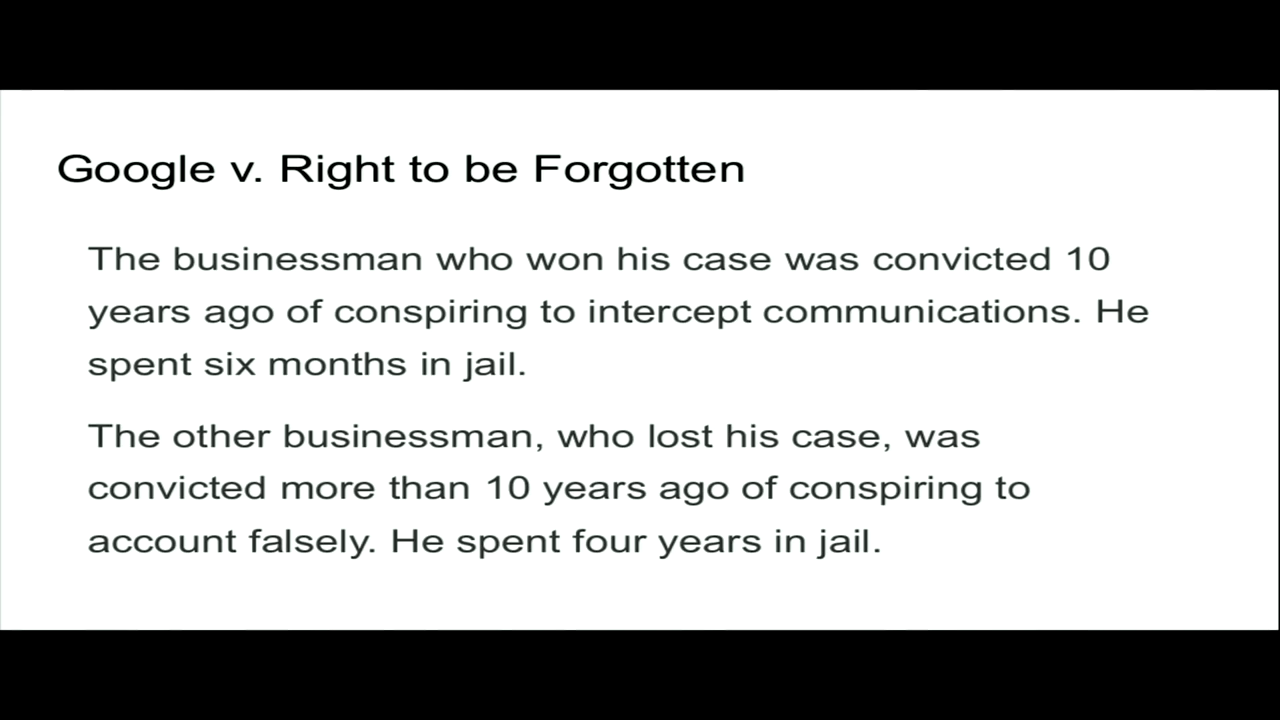 Google v. Right to be Forgotten
The businessman who won his case was convicted 10
years ago of conspiring to intercept communications. He
spent six months in jail.
The other businessman, who lost his case, was
convicted more than 10 years ago of conspiring to
account falsely. He spent four years in jail.